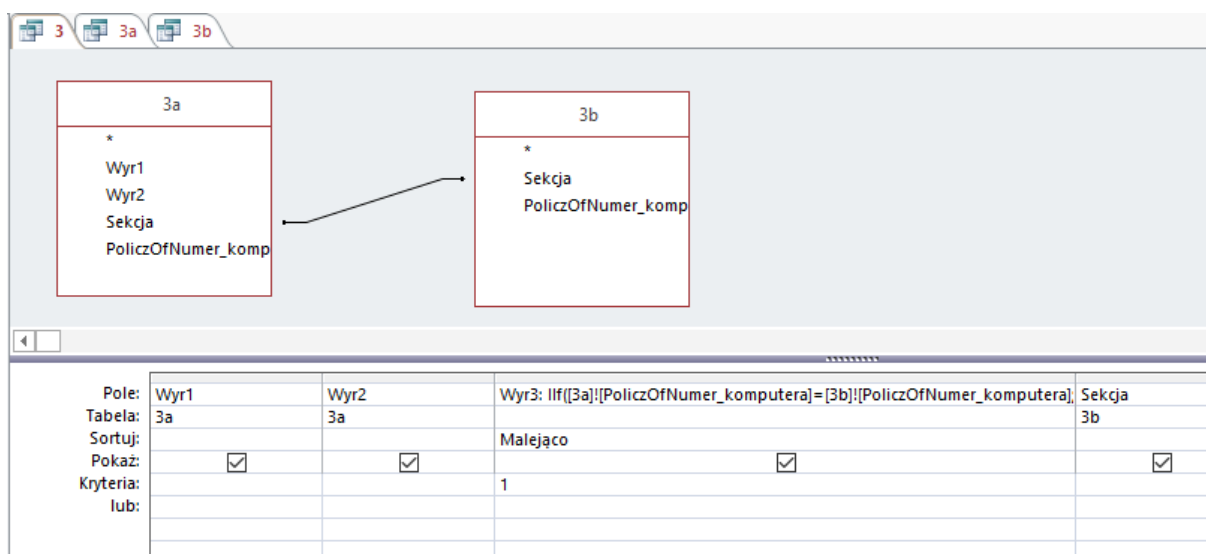 3 3a 3b
3a
*
Wyr1
Wyr2
Sekcja
PoliczOfNumer_komp
3b
*
Sekcja
PoliczOfNumer_komp
Pole: Wyr1 Wyr2 Wyr3: IIf([3a]![PoliczOfNumer_komputera]=[3b]![PoliczOfNumer_komputera]; Sekcja
Tabela: 3a 3a 3b
Sortuj: Malejąco
Pokaż:
Kryteria: 1
lub: